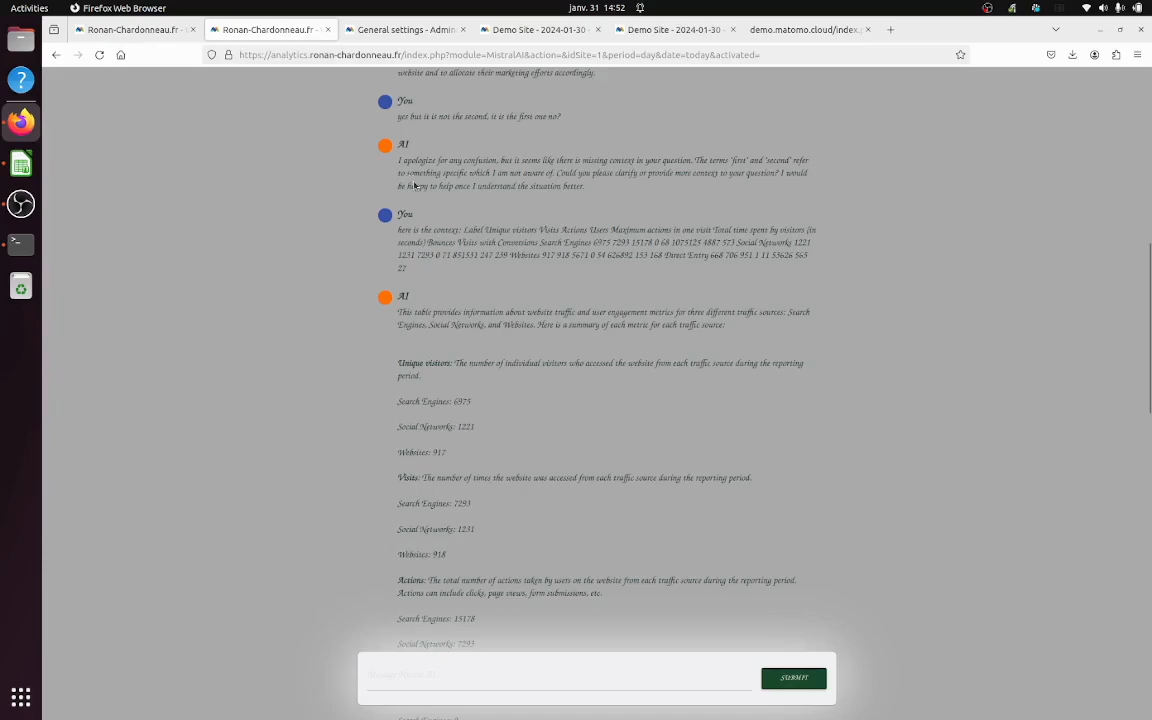 Activities
Firefox Web Browser
janv. 31 14:52
Ronan-Chardonneau.fr -
Ronan-Chardonneau.fr -
General settings - Admin
Demo Site - 2024-01-30 -
Demo Site - 2024-01-30 -
demo.matomo.cloud/index.p
https://analytics.ronan-chardonneau.fr/index.php?module=MistralAI&action=&idSite=1&period=day&date=today&activated=
website and to allocate their marketing efforts accordingly.
You
yes but it is not the second, it is the first one no?
AI
I apologize for any confusion, but it seems like there is missing context in your question. The terms 'first' and 'second' refer
to something specific which I am not aware of. Could you please clarify or provide more context to your question? I would
be happy to help once I understand the situation better.
You
here is the context: Label Unique visitors Visits Actions Users Maximum actions in one visit Total time spent by visitors (in
seconds) Bounces Visits with Conversions Search Engines 6975 7293 15178 0 68 1075125 4887 573 Social Networks 1221
1231 7293 0 71 851531 247 239 Websites 917 918 5671 0 54 626892 153 168 Direct Entry 668 706 951 1 11 55626 565
27
AI
This table provides information about website traffic and user engagement metrics for three different traffic sources: Search
Engines, Social Networks, and Websites. Here is a summary of each metric for each traffic source:
Unique visitors: The number of individual visitors who accessed the website from each traffic source during the reporting
period.
Search Engines: 6975
Social Networks: 1221
Websites: 917
Visits: The number of times the website was accessed from each traffic source during the reporting period.
Search Engines: 7293
Social Networks: 1231
Websites: 918
Actions: The total number of actions taken by users on the website from each traffic source during the reporting period.
Actions can include clicks, page views, form submissions, etc.
Search Engines: 15178
Social Networks: 7293
SUBMIT